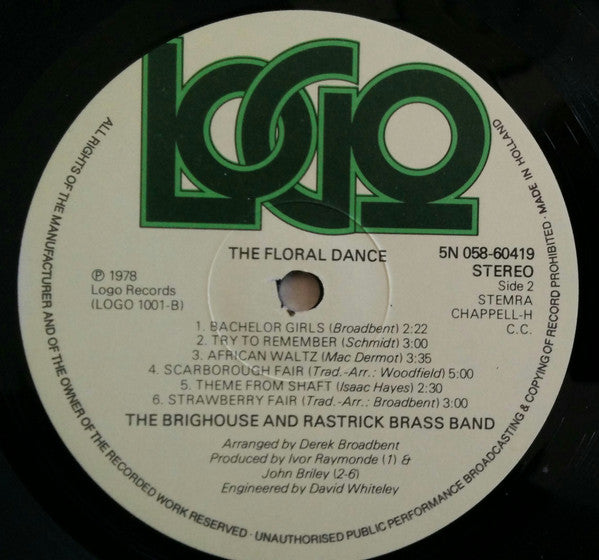 LOGO
THE FLORAL DANCE
℗ 1978
Logo Records
(LOGO 1001-B)
5N 058-60419
STEREO
Side 2
STEMRA
CHAPPELL-H
C.C.
1. BACHELOR GIRLS (Broadbent) 2:22
2. TRY TO REMEMBER (Schmidt) 3:00
3. AFRICAN WALTZ (Mac Dermot) 3:35
4. SCARBOROUGH FAIR (Trad.-Arr.: Woodfield) 5:00
5. THEME FROM SHAFT (Isaac Hayes) 2:30
6. STRAWBERRY FAIR (Trad.-Arr.: Broadbent) 3:00
THE BRIGHOUSE AND RASTRICK BRASS BAND
Arranged by Derek Broadbent
Produced by Ivor Raymonde (1) &
John Briley (2-6)
Engineered by David Whiteley
ALL RIGHTS OF THE MANUFACTURER AND OF THE OWNER OF THE RECORDED WORK RESERVED · UNAUTHORISED PUBLIC PERFORMANCE BROADCASTING & COPYING OF RECORD PROHIBITED · MADE IN HOLLAND